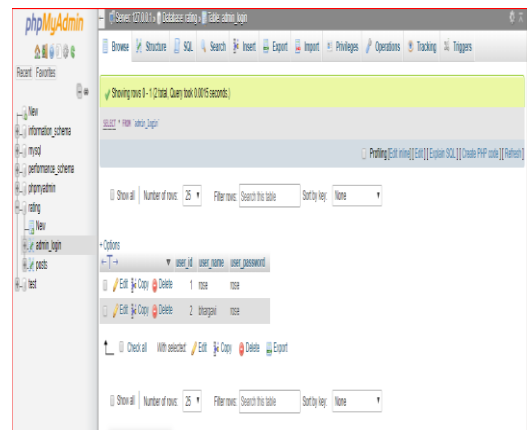 phpMyAdmin
Recent Favorites
New
information_schema
mysql
performance_schema
phpmyadmin
rating
New
admin_login
posts
test
Server: 127.0.0.1 » Database: rating » Table: admin_login
Browse Structure SQL Search Insert Export Import Privileges Operations Tracking Triggers
Showing rows 0 - 1 (2 total, Query took 0.0015 seconds.)
SELECT * FROM `admin_login`
Profiling [Edit inline] [ Edit ] [ Explain SQL ] [ Create PHP code ] [ Refresh ]
Show all Number of rows: 25 Filter rows: Search this table Sort by key: None
+ Options
←T→ user_id user_name user_password
Edit Copy Delete 1 rose rose
Edit Copy Delete 2 bhargavi rose
Check all With selected: Edit Copy Delete Export
Show all Number of rows: 25 Filter rows: Search this table Sort by key: None